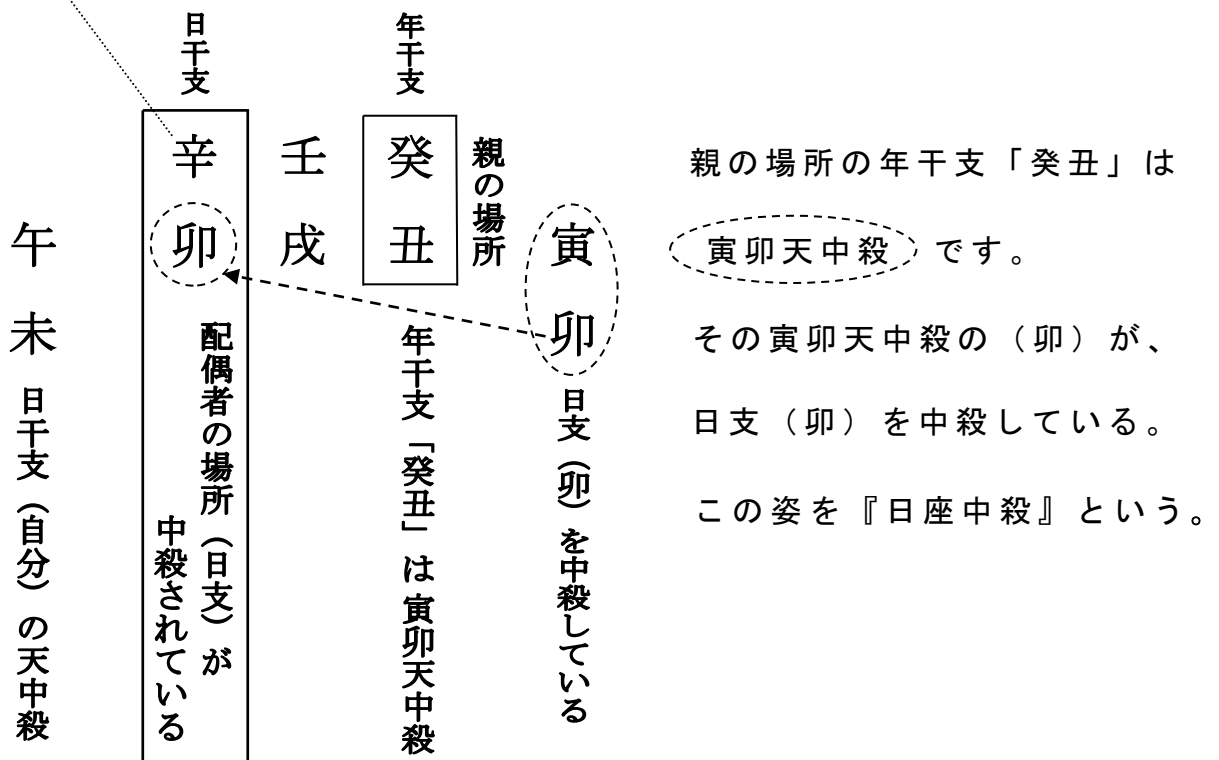 日干支
年干支
親の場所
寅卯
癸丑
壬戌
辛卯
午未
日支（卯）を中殺している
年干支「癸丑」は寅卯天中殺
配偶者の場所（日支）が
中殺されている
日干支（自分）の天中殺
親の場所の年干支「癸丑」は
寅卯天中殺 です。
その寅卯天中殺の（卯）が、
日支（卯）を中殺している。
この姿を『日座中殺』という。